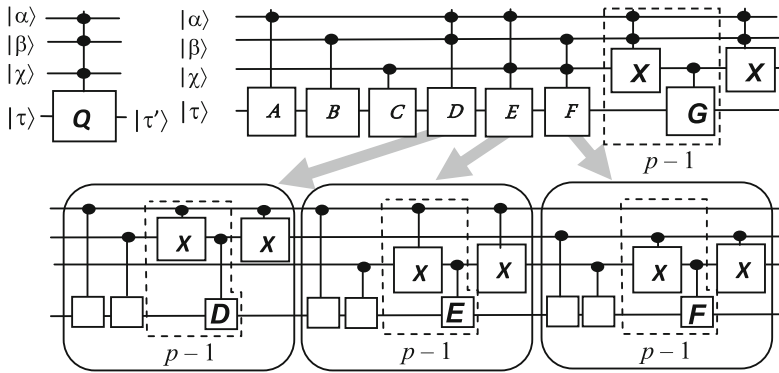 |α⟩
|β⟩
|χ⟩
|τ⟩ Q |τ'⟩
|α⟩
|β⟩
|χ⟩ X X
|τ⟩ A B C D E F G
p – 1
X X X X X X
D E F
p – 1 p – 1 p – 1